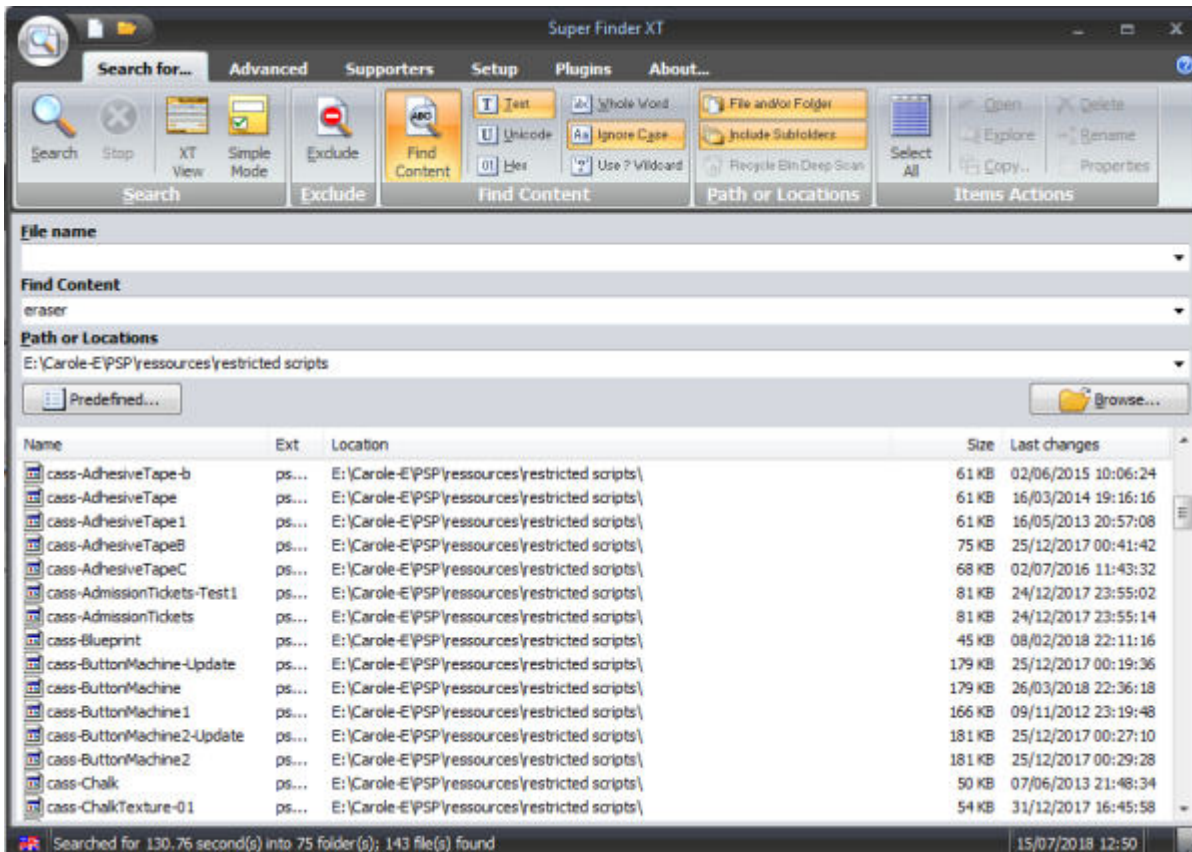 Super Finder XT
Search for... Advanced Supporters Setup Plugins About...
Search Stop XT View Simple Mode
Search
Exclude
Exclude
Find Content
Text Whole Word
Unicode Ignore Case
Hex Use ? Wildcard
Find Content
File and/or Folder
Include Subfolders
Recycle Bin Deep Scan
Path or Locations
Select All
Open Delete
Explore Rename
Copy... Properties
Items Actions
File name
Find Content
eraser
Path or Locations
E:\Carole-E\PSP\ressources\restricted scripts
Predefined... Browse...
Name Ext Location Size Last changes
cass-AdhesiveTape-b ps... E:\Carole-E\PSP\ressources\restricted scripts\ 61 KB 02/06/2015 10:06:24
cass-AdhesiveTape ps... E:\Carole-E\PSP\ressources\restricted scripts\ 61 KB 16/03/2014 19:16:16
cass-AdhesiveTape1 ps... E:\Carole-E\PSP\ressources\restricted scripts\ 61 KB 16/05/2013 20:57:08
cass-AdhesiveTapeB ps... E:\Carole-E\PSP\ressources\restricted scripts\ 75 KB 25/12/2017 00:41:42
cass-AdhesiveTapeC ps... E:\Carole-E\PSP\ressources\restricted scripts\ 68 KB 02/07/2016 11:43:32
cass-AdmissionTickets-Test1 ps... E:\Carole-E\PSP\ressources\restricted scripts\ 81 KB 24/12/2017 23:55:02
cass-AdmissionTickets ps... E:\Carole-E\PSP\ressources\restricted scripts\ 81 KB 24/12/2017 23:55:14
cass-Blueprint ps... E:\Carole-E\PSP\ressources\restricted scripts\ 45 KB 08/02/2018 22:11:16
cass-ButtonMachine-Update ps... E:\Carole-E\PSP\ressources\restricted scripts\ 179 KB 25/12/2017 00:19:36
cass-ButtonMachine ps... E:\Carole-E\PSP\ressources\restricted scripts\ 179 KB 26/03/2018 22:36:18
cass-ButtonMachine1 ps... E:\Carole-E\PSP\ressources\restricted scripts\ 166 KB 09/11/2012 23:19:48
cass-ButtonMachine2-Update ps... E:\Carole-E\PSP\ressources\restricted scripts\ 181 KB 25/12/2017 00:27:10
cass-ButtonMachine2 ps... E:\Carole-E\PSP\ressources\restricted scripts\ 181 KB 25/12/2017 00:29:28
cass-Chalk ps... E:\Carole-E\PSP\ressources\restricted scripts\ 50 KB 07/06/2013 21:48:34
cass-ChalkTexture-01 ps... E:\Carole-E\PSP\ressources\restricted scripts\ 54 KB 31/12/2017 16:45:58
Searched for 130.76 second(s) into 75 folder(s); 143 file(s) found 15/07/2018 12:50